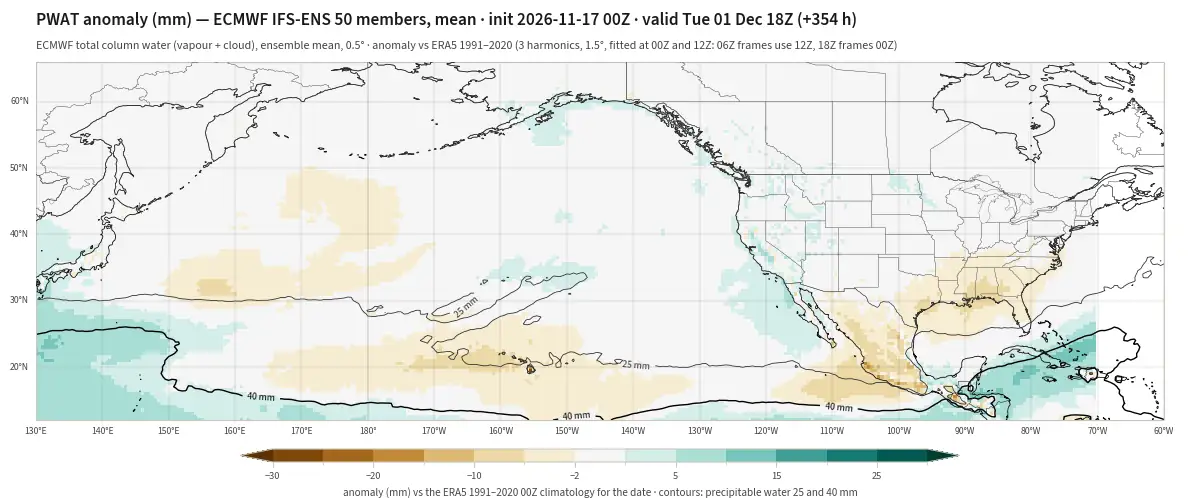 PWAT anomaly (mm) — ECMWF IFS-ENS 50 members, mean · init 2026-11-17 00Z · valid Tue 01 Dec 18Z (+354 h)
ECMWF total column water (vapour + cloud), ensemble mean, 0.5° · anomaly vs ERA5 1991–2020 (3 harmonics, 1.5°, fitted at 00Z and 12Z: 06Z frames use 12Z, 18Z frames 00Z)
60°N
50°N
40°N
30°N
20°N
25 mm
25 mm
40 mm
40 mm
40 mm
130°E 140°E 150°E 160°E 170°E 180° 170°W 160°W 150°W 140°W 130°W 120°W 110°W 100°W 90°W 80°W 70°W 60°W
−30 −20 −10 −2 5 15 25
anomaly (mm) vs the ERA5 1991–2020 00Z climatology for the date · contours: precipitable water 25 and 40 mm